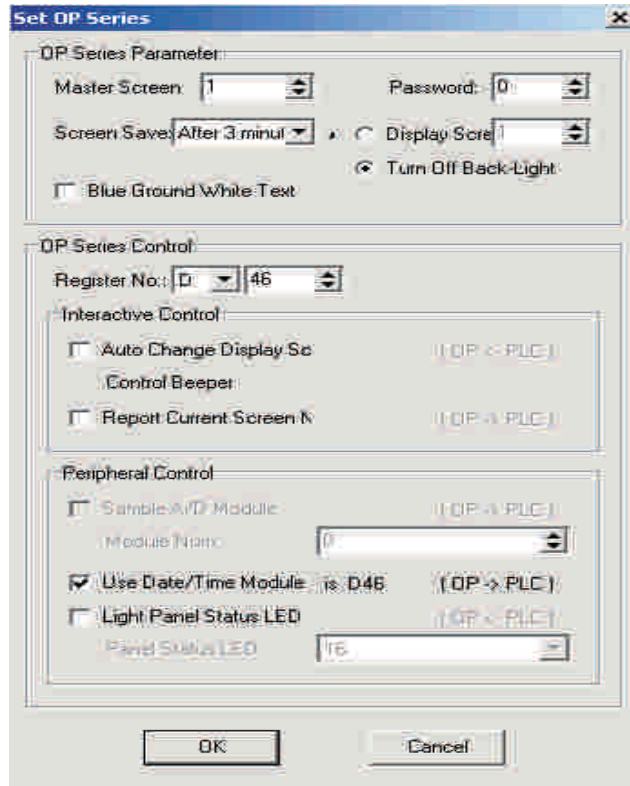 Set OP Series
OP Series Parameter
Master Screen: 1 Password: 0
Screen Save: After 3 minut Display Scre 1
Turn Off Back-Light
Blue Ground White Text
OP Series Control
Register No.: D 46
Interactive Control
Auto Change Display Sc (OP <- PLC)
Control Beeper
Report Current Screen N (OP -> PLC)
Peripheral Control
Sample A/D Module (OP -> PLC)
Module Num: 0
Use Date/Time Module is D46 (OP -> PLC)
Light Panel Status LED (OP <- PLC)
Panel Status LED 16
OK Cancel